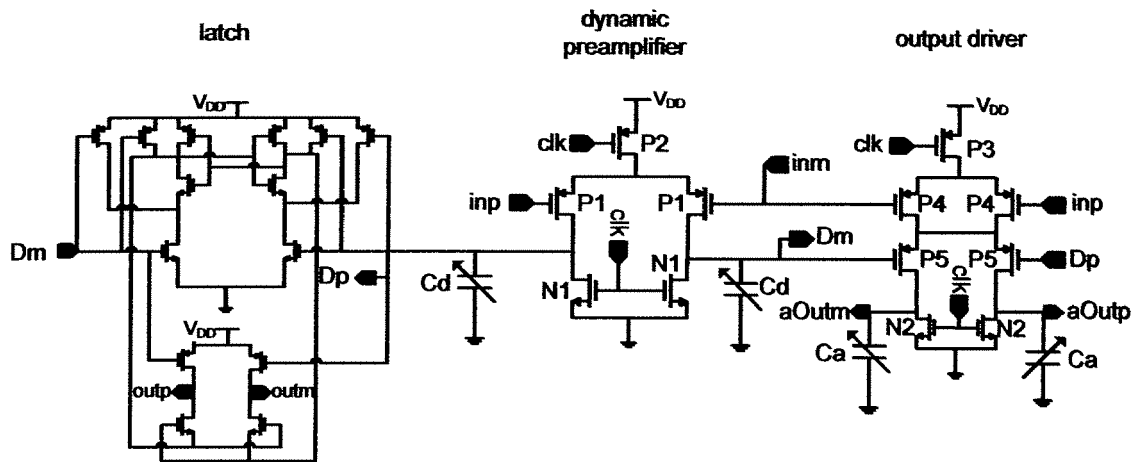 latch
dynamic
preamplifier
output driver
VDD
VDD
VDD
clk
P2
clk
P3
inm
inp
P1
P1
clk
P4
P4
inp
Dm
Dm
Dp
Cd
N1
N1
Cd
P5
P5
clk
Dp
VDD
aOutm
N2
N2
aOutp
outp
outm
Ca
Ca